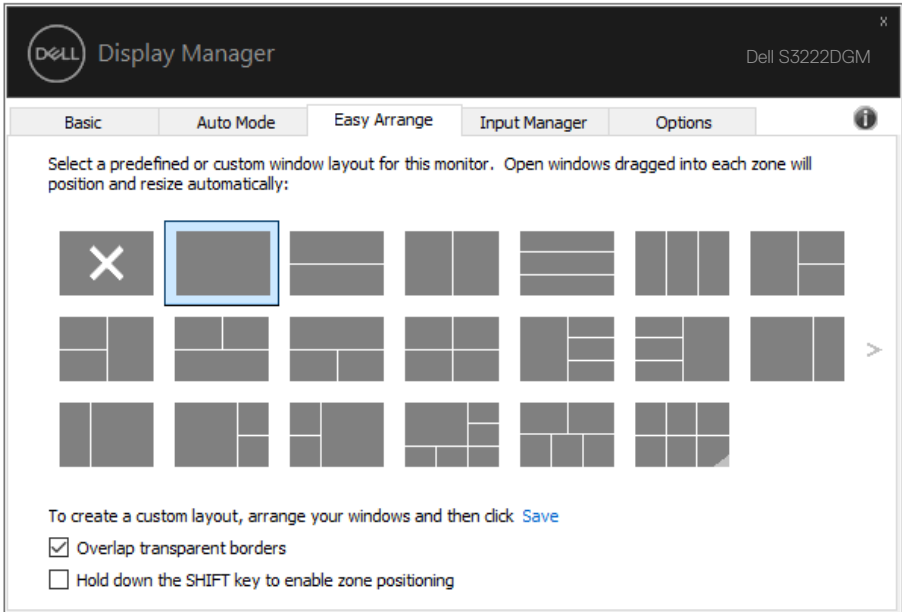 x
DELL
Display Manager
Dell S3222DGM
Basic
Auto Mode
Easy Arrange
Input Manager
Options
i
Select a predefined or custom window layout for this monitor. Open windows dragged into each zone will
position and resize automatically:
>
To create a custom layout, arrange your windows and then click Save
Overlap transparent borders
Hold down the SHIFT key to enable zone positioning